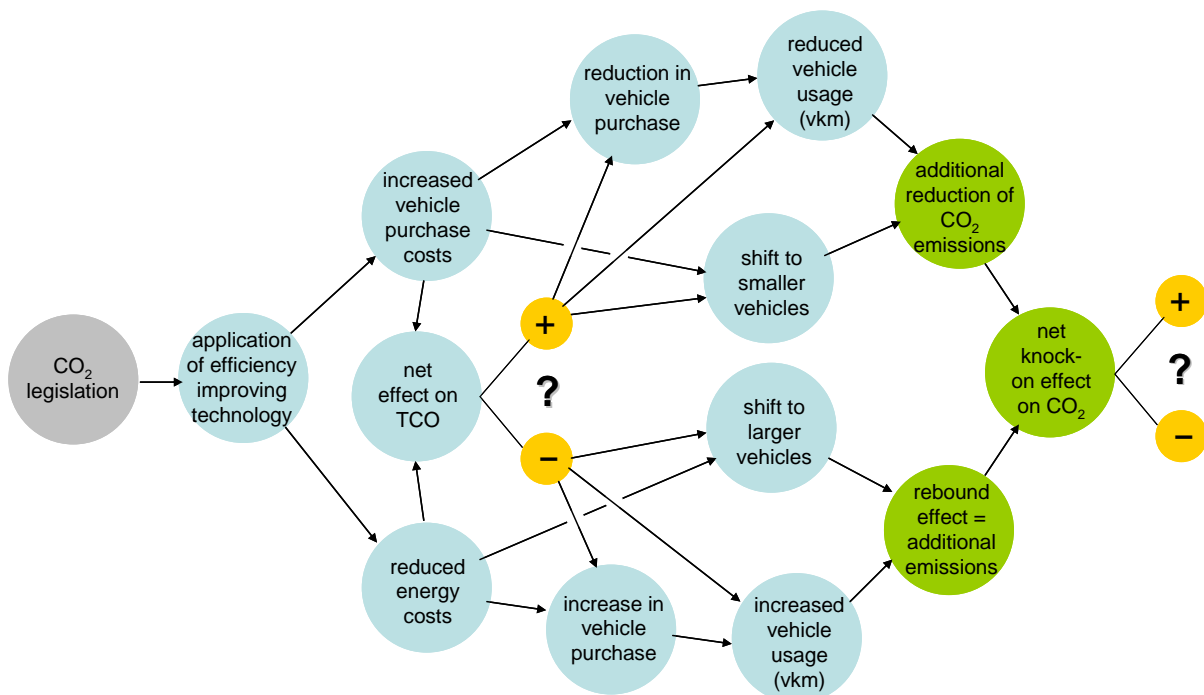 CO₂
legislation
application
of efficiency
improving
technology
increased
vehicle
purchase
costs
net
effect on
TCO
reduced
energy
costs
reduction in
vehicle
purchase
reduced
vehicle
usage
(vkm)
shift to
smaller
vehicles
+
?
−
shift to
larger
vehicles
increase in
vehicle
purchase
increased
vehicle
usage
(vkm)
additional
reduction of
CO₂
emissions
rebound
effect =
additional
emissions
net
knock-
on effect
on CO₂
+
?
−